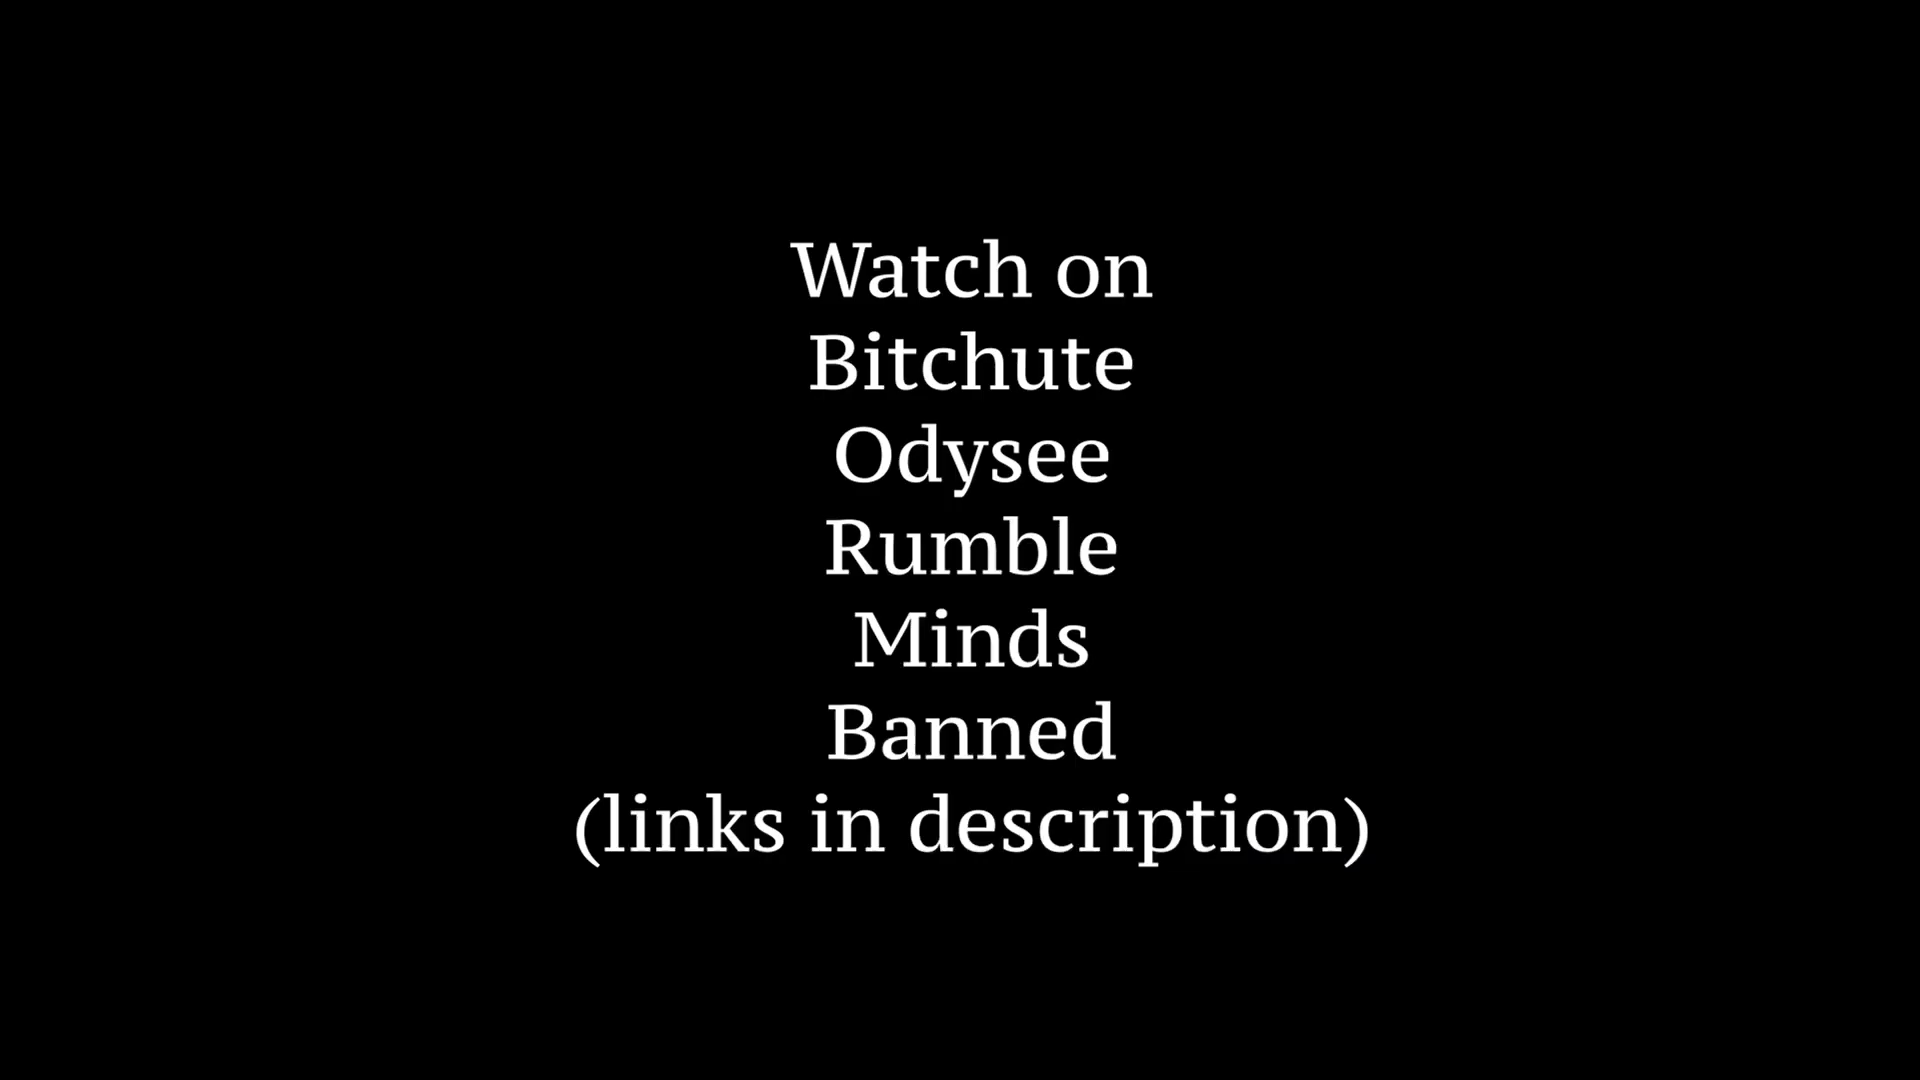 Watch on
Bitchute
Odysee
Rumble
Minds
Banned
(links in description)